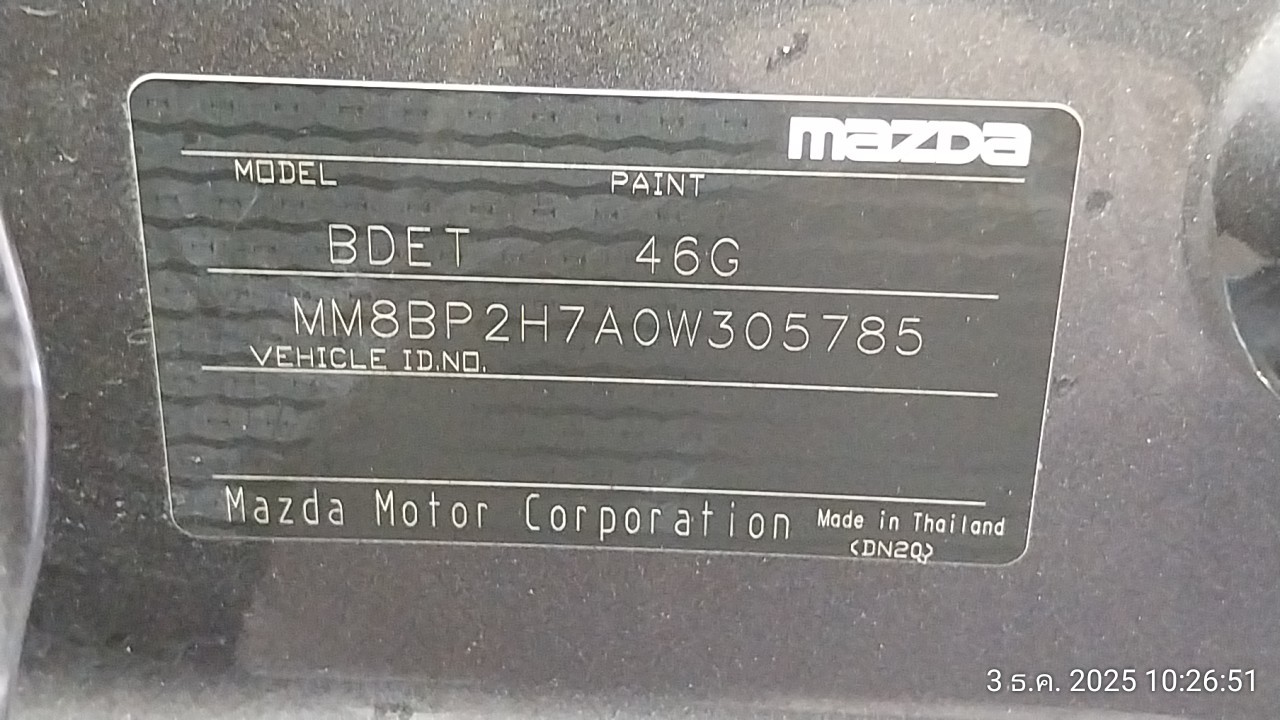 mazda
MODEL PAINT
BDET 46G
MM8BP2H7A0W305785
VEHICLE ID.NO.
Mazda Motor Corporation Made in Thailand
(DN2Q)
3 ธ.ค. 2025 10:26:51